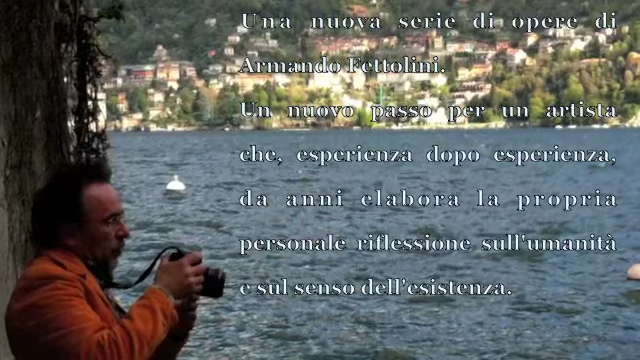 Una nuova serie di opere di
Armando Fettolini.
Un nuovo passo per un artista
che, esperienza dopo esperienza,
da anni elabora la propria
personale riflessione sull'umanità
e sul senso dell'esistenza.